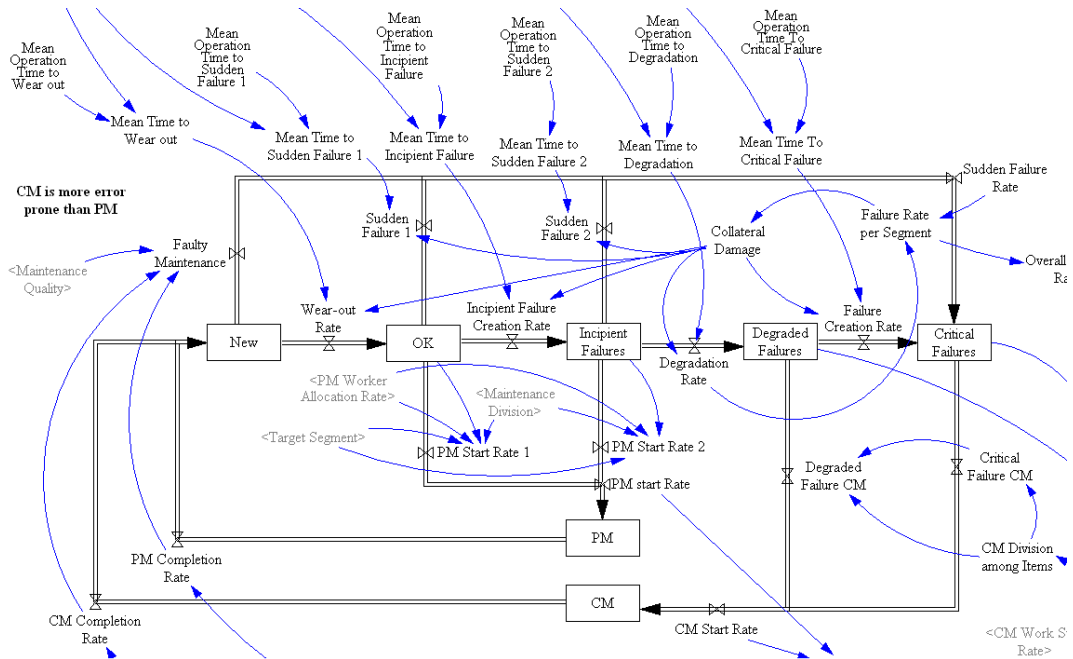 Mean
Operation
Time to
Wear out
Mean
Operation
Time to
Sudden
Failure 1
Mean
Operation
Time to
Incipient
Failure
Mean
Operation
Time to
Sudden
Failure 2
Mean
Operation
Time to
Degradation
Mean
Operation
Time To
Critical Failure
Mean Time to
Wear out
Mean Time to
Sudden Failure 1
Mean Time to
Incipient Failure
Mean Time to
Sudden Failure 2
Mean Time to
Degradation
Mean Time To
Critical Failure
CM is more error
prone than PM
Sudden Failure
Rate
Sudden
Failure 1
Sudden
Failure 2
Collateral
Damage
Failure Rate
per Segment
Faulty
Maintenance
<Maintenance
Quality>
Overall
Ra
Wear-out
Rate
Incipient Failure
Creation Rate
Failure
Creation Rate
New
OK
Incipient
Failures
Degraded
Failures
Critical
Failures
Degradation
Rate
<PM Worker
Allocation Rate>
<Maintenance
Division>
<Target Segment>
PM Start Rate 1
PM Start Rate 2
PM start Rate
Degraded
Failure CM
Critical
Failure CM
PM
PM Completion
Rate
CM Division
among Items
CM
CM Completion
Rate
CM Start Rate
<CM Work S
Rate>